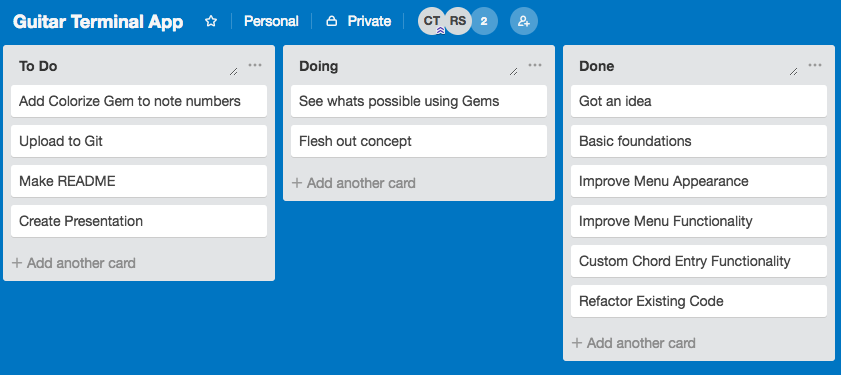 Guitar Terminal App Personal Private CT RS 2
To Do
Add Colorize Gem to note numbers
Upload to Git
Make README
Create Presentation
+ Add another card
Doing
See whats possible using Gems
Flesh out concept
+ Add another card
Done
Got an idea
Basic foundations
Improve Menu Appearance
Improve Menu Functionality
Custom Chord Entry Functionality
Refactor Existing Code
+ Add another card